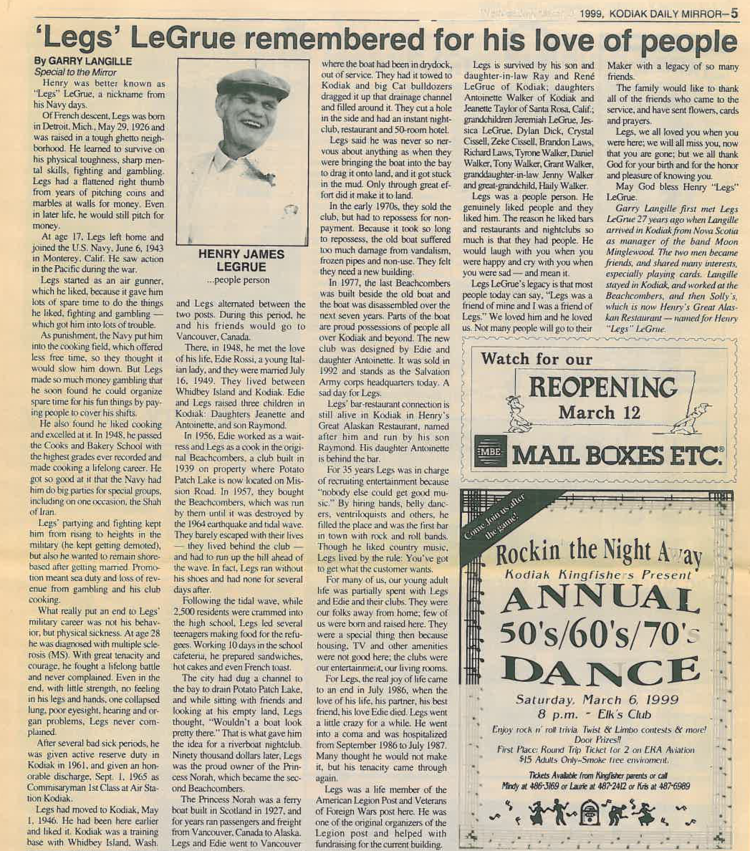 1999, KODIAK DAILY MIRROR—5
'Legs' LeGrue remembered for his love of people
By GARRY LANGILLE
Special to the Mirror
Henry was better known as
"Legs" LeGrue, a nickname from
his Navy days.
Of French descent, Legs was born
in Detroit, Mich., May 29, 1926 and
was raised in a tough ghetto neigh-
borhood. He learned to survive on
his physical toughness, sharp men-
tal skills, fighting and gambling.
Legs had a flattened right thumb
from years of pitching coins and
marbles at walls for money. Even
in later life, he would still pitch for
money.
At age 17, Legs left home and
joined the U.S. Navy, June 6, 1943
in Monterey, Calif. He saw action
in the Pacific during the war.
Legs started as an air gunner,
which he liked, because it gave him
lots of spare time to do the things
he liked, fighting and gambling —
which got him into lots of trouble.
As punishment, the Navy put him
into the cooking field, which offered
less free time, so they thought it
would slow him down. But Legs
made so much money gambling that
he soon found he could organize
spare time for his fun things by pay-
ing people to cover his shifts.
He also found he liked cooking
and excelled at it. In 1948, he passed
the Cooks and Bakery School with
the highest grades ever recorded and
made cooking a lifelong career. He
got so good at it that the Navy had
him do big parties for special groups,
including on one occasion, the Shah
of Iran.
Legs' partying and fighting kept
him from rising to heights in the
military (he kept getting demoted),
but also he wanted to remain shore-
based after getting married. Promo-
tion meant sea duty and loss of rev-
enue from gambling and his club
cooking.
What really put an end to Legs'
military career was not his behav-
ior, but physical sickness. At age 28
he was diagnosed with multiple scle-
rosis (MS). With great tenacity and
courage, he fought a lifelong battle
and never complained. Even in the
end, with little strength, no feeling
in his legs and hands, one collapsed
lung, poor eyesight, hearing and or-
gan problems, Legs never com-
plained.
After several bad sick periods, he
was given active reserve duty in
Kodiak in 1961, and given an hon-
orable discharge, Sept. 1, 1965 as
Commisaryman 1st Class at Air Sta-
tion Kodiak.
Legs had moved to Kodiak, May
1, 1946. He had been here earlier
and liked it. Kodiak was a training
base with Whidbey Island, Wash.
HENRY JAMES
LEGRUE
...people person
and Legs alternated between the
two posts. During this period, he
and his friends would go to
Vancouver, Canada.
There, in 1948, he met the love
of his life, Edie Rossi, a young Ital-
ian lady, and they were married July
16, 1949. They lived between
Whidbey Island and Kodiak. Edie
and Legs raised three children in
Kodiak: Daughters Jeanette and
Antoinette, and son Raymond.
In 1956, Edie worked as a wait-
ress and Legs as a cook in the origi-
nal Beachcombers, a club built in
1939 on property where Potato
Patch Lake is now located on Mis-
sion Road. In 1957, they bought
the Beachcombers, which was run
by them until it was destroyed by
the 1964 earthquake and tidal wave.
They barely escaped with their lives
— they lived behind the club —
and had to run up the hill ahead of
the wave. In fact, Legs ran without
his shoes and had none for several
days after.
Following the tidal wave, while
2,500 residents were crammed into
the high school, Legs led several
teenagers making food for the refu-
gees. Working 10 days in the school
cafeteria, he prepared sandwiches,
hot cakes and even French toast.
The city had dug a channel to
the bay to drain Potato Patch Lake,
and while sitting with friends and
looking at his empty land, Legs
thought, "Wouldn't a boat look
pretty there." That is what gave him
the idea for a riverboat nightclub.
Ninety thousand dollars later, Legs
was the proud owner of the Prin-
cess Norah, which became the sec-
ond Beachcombers.
The Princess Norah was a ferry
boat built in Scotland in 1927, and
for years ran passengers and freight
from Vancouver, Canada to Alaska.
Legs and Edie went to Vancouver
where the boat had been in drydock,
out of service. They had it towed to
Kodiak and big Cat bulldozers
dragged it up that drainage channel
and filled around it. They cut a hole
in the side and had an instant night-
club, restaurant and 50-room hotel.
Legs said he was never so ner-
vous about anything as when they
were bringing the boat into the bay
to drag it onto land, and it got stuck
in the mud. Only through great ef-
fort did it make it to land.
In the early 1970s, they sold the
club, but had to repossess for non-
payment. Because it took so long
to repossess, the old boat suffered
too much damage from vandalism,
frozen pipes and non-use. They felt
they need a new building.
In 1977, the last Beachcombers
was built beside the old boat and
the boat was disassembled over the
next seven years. Parts of the boat
are proud possessions of people all
over Kodiak and beyond. The new
club was designed by Edie and
daughter Antoinette. It was sold in
1992 and stands as the Salvation
Army corps headquarters today. A
sad day for Legs.
Legs' bar-restaurant connection is
still alive in Kodiak in Henry's
Great Alaskan Restaurant, named
after him and run by his son
Raymond. His daughter Antoinette
is behind the bar.
For 35 years Legs was in charge
of recruiting entertainment because
"nobody else could get good mu-
sic." By hiring bands, belly danc-
ers, ventriloquists and others, he
filled the place and was the first bar
in town with rock and roll bands.
Though he liked country music,
Legs lived by the rule: You've got
to get what the customer wants.
For many of us, our young adult
life was partially spent with Legs
and Edie and their clubs. They were
our folks away from home; few of
us were born and raised here. They
were a special thing then because
housing, TV and other amenities
were not good here; the clubs were
our entertainment, our living rooms.
For Legs, the real joy of life came
to an end in July 1986, when the
love of his life, his partner, his best
friend, his love Edie died. Legs went
a little crazy for a while. He went
into a coma and was hospitalized
from September 1986 to July 1987.
Many thought he would not make
it, but his tenacity came through
again.
Legs was a life member of the
American Legion Post and Veterans
of Foreign Wars post here. He was
one of the original organizers of the
Legion post and helped with
fundraising for the current building.
Legs is survived by his son and
daughter-in-law Ray and René
LeGrue of Kodiak; daughters
Antoinette Walker of Kodiak and
Jeanette Taylor of Santa Rosa, Calif.;
grandchildren Jeremiah LeGrue, Jes-
sica LeGrue, Dylan Dick, Crystal
Cissell, Zeke Cissell, Brandon Laws,
Richard Laws, Tyrone Walker, Daniel
Walker, Tony Walker, Grant Walker,
granddaughter-in-law Jenny Walker
and great-grandchild, Haily Walker.
Legs was a people person. He
genuinely liked people and they
liked him. The reason he liked bars
and restaurants and nightclubs so
much is that they had people. He
would laugh with you when you
were happy and cry with you when
you were sad — and mean it.
Legs LeGrue's legacy is that most
people today can say, "Legs was a
friend of mine and I was a friend of
Legs." We loved him and he loved
us. Not many people will go to their
Maker with a legacy of so many
friends.
The family would like to thank
all of the friends who came to the
service, and have sent flowers, cards
and prayers.
Legs, we all loved you when you
were here; we will all miss you, now
that you are gone; but we all thank
God for your birth and for the honor
and pleasure of knowing you.
May God bless Henry "Legs"
LeGrue.
Garry Langille first met Legs
LeGrue 27 years ago when Langille
arrived in Kodiak from Nova Scotia
as manager of the band Moon
Minglewood. The two men became
friends, and shared many interests,
especially playing cards. Langille
stayed in Kodiak, and worked at the
Beachcombers, and then Solly's,
which is now Henry's Great Alas-
kan Restaurant — named for Henry
"Legs" LeGrue.
Watch for our
REOPENING
March 12
MBE
MAIL BOXES ETC.®
Come Join us after
the game!
Rockin the Night Away
Kodiak Kingfishers Present
ANNUAL
50's/60's/70's
DANCE
Saturday, March 6, 1999
8 p.m. - Elk's Club
Enjoy rock n' roll trivia Twist & Limbo contests & more!
Door Prizes!!
First Place: Round Trip Ticket for 2 on ERA Aviation
$15 Adults Only-Smoke free enviroment.
Tickets Available from Kingfisher parents or call
Mindy at 486-3169 or Laurie at 487-2412 or Kris at 487-6989